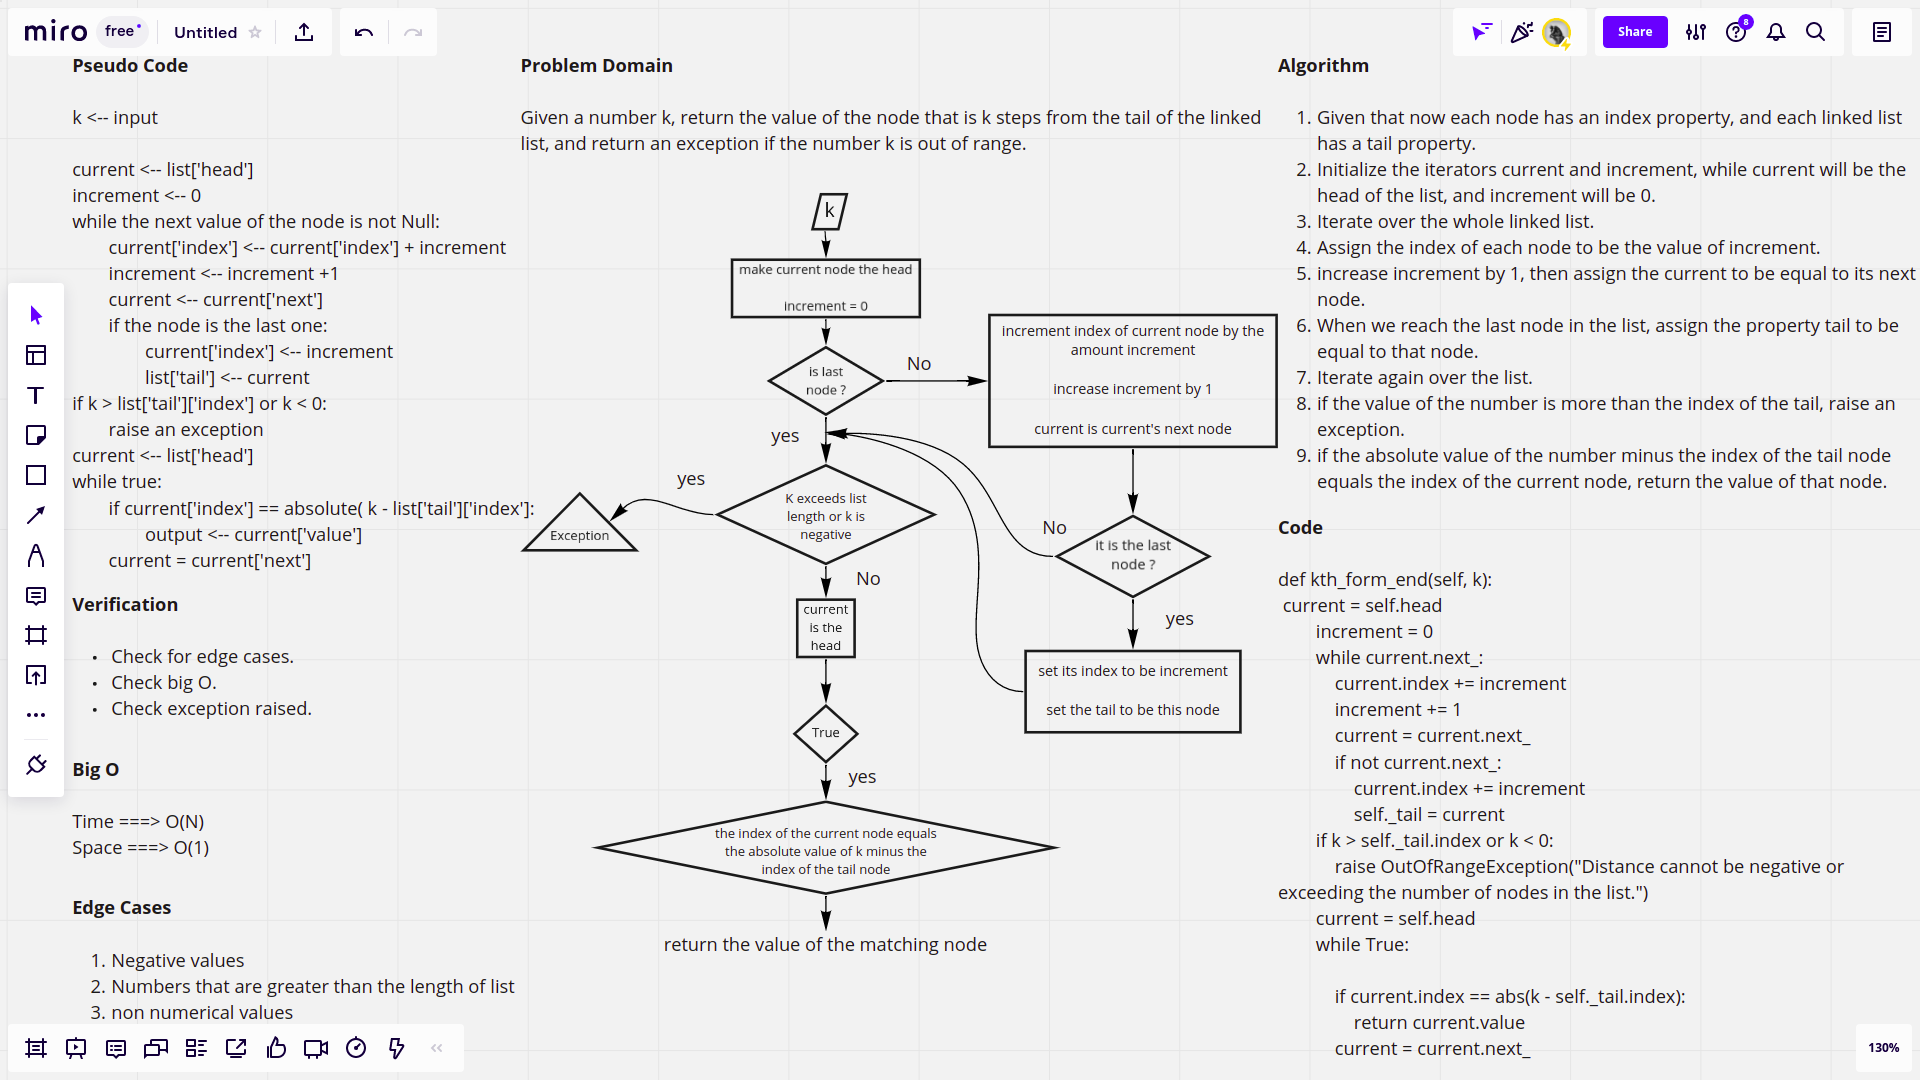 miro
free
Untitled
Share
8
Pseudo Code
k <-- input
current <-- list['head']
increment <-- 0
while the next value of the node is not Null:
current['index'] <-- current['index'] + increment
increment <-- increment +1
current <-- current['next']
if the node is the last one:
current['index'] <-- increment
list['tail'] <-- current
if k > list['tail']['index'] or k < 0:
raise an exception
current <-- list['head']
while true:
if current['index'] == absolute( k - list['tail']['index']:
output <-- current['value']
current = current['next']
Verification
• Check for edge cases.
• Check big O.
• Check exception raised.
Big O
Time ===> O(N)
Space ===> O(1)
Edge Cases
1. Negative values
2. Numbers that are greater than the length of list
3. non numerical values
Problem Domain
Given a number k, return the value of the node that is k steps from the tail of the linked
list, and return an exception if the number k is out of range.
k
make current node the head
increment = 0
is last
node ?
No
increment index of current node by the
amount increment
increase increment by 1
current is current's next node
yes
yes
K exceeds list
length or k is
negative
Exception
No
it is the last
node ?
No
current
is the
head
yes
set its index to be increment
set the tail to be this node
True
yes
the index of the current node equals
the absolute value of k minus the
index of the tail node
return the value of the matching node
Algorithm
1. Given that now each node has an index property, and each linked list
has a tail property.
2. Initialize the iterators current and increment, while current will be the
head of the list, and increment will be 0.
3. Iterate over the whole linked list.
4. Assign the index of each node to be the value of increment.
5. increase increment by 1, then assign the current to be equal to its next
node.
6. When we reach the last node in the list, assign the property tail to be
equal to that node.
7. Iterate again over the list.
8. if the value of the number is more than the index of the tail, raise an
exception.
9. if the absolute value of the number minus the index of the tail node
equals the index of the current node, return the value of that node.
Code
def kth_form_end(self, k):
current = self.head
increment = 0
while current.next_:
current.index += increment
increment += 1
current = current.next_
if not current.next_:
current.index += increment
self._tail = current
if k > self._tail.index or k < 0:
raise OutOfRangeException("Distance cannot be negative or
exceeding the number of nodes in the list.")
current = self.head
while True:
if current.index == abs(k - self._tail.index):
return current.value
current = current.next_
130%